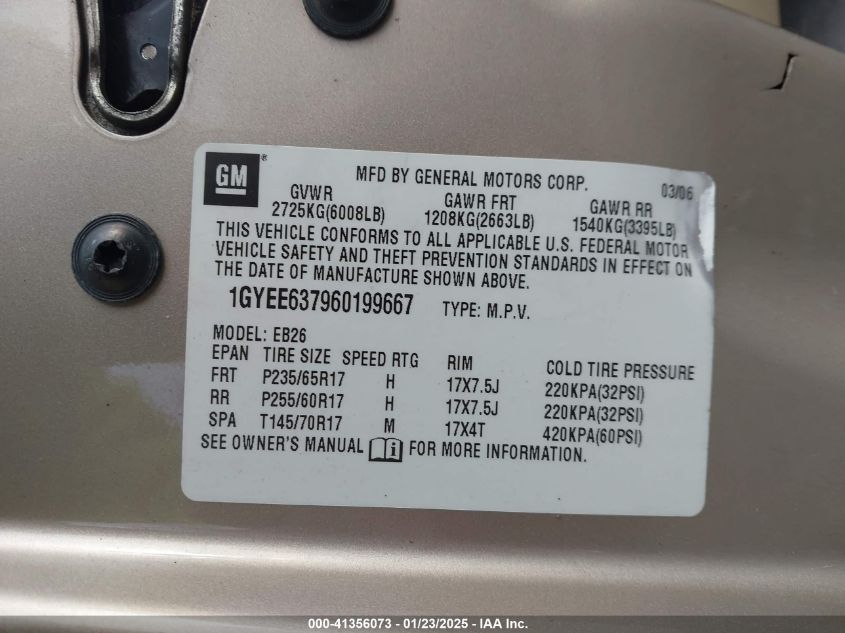 GM ®
MFD BY GENERAL MOTORS CORP. 03/06
GVWR GAWR FRT GAWR RR
2725KG(6008LB) 1208KG(2663LB) 1540KG(3395LB)
THIS VEHICLE CONFORMS TO ALL APPLICABLE U.S. FEDERAL MOTOR
VEHICLE SAFETY AND THEFT PREVENTION STANDARDS IN EFFECT ON
THE DATE OF MANUFACTURE SHOWN ABOVE.
1GYEE637960199667 TYPE: M.P.V.
MODEL: EB26
EPAN TIRE SIZE SPEED RTG RIM COLD TIRE PRESSURE
FRT P235/65R17 H 17X7.5J 220KPA(32PSI)
RR P255/60R17 H 17X7.5J 220KPA(32PSI)
SPA T145/70R17 M 17X4T 420KPA(60PSI)
SEE OWNER'S MANUAL i FOR MORE INFORMATION.
000-41356073 - 01/23/2025 - IAA Inc.